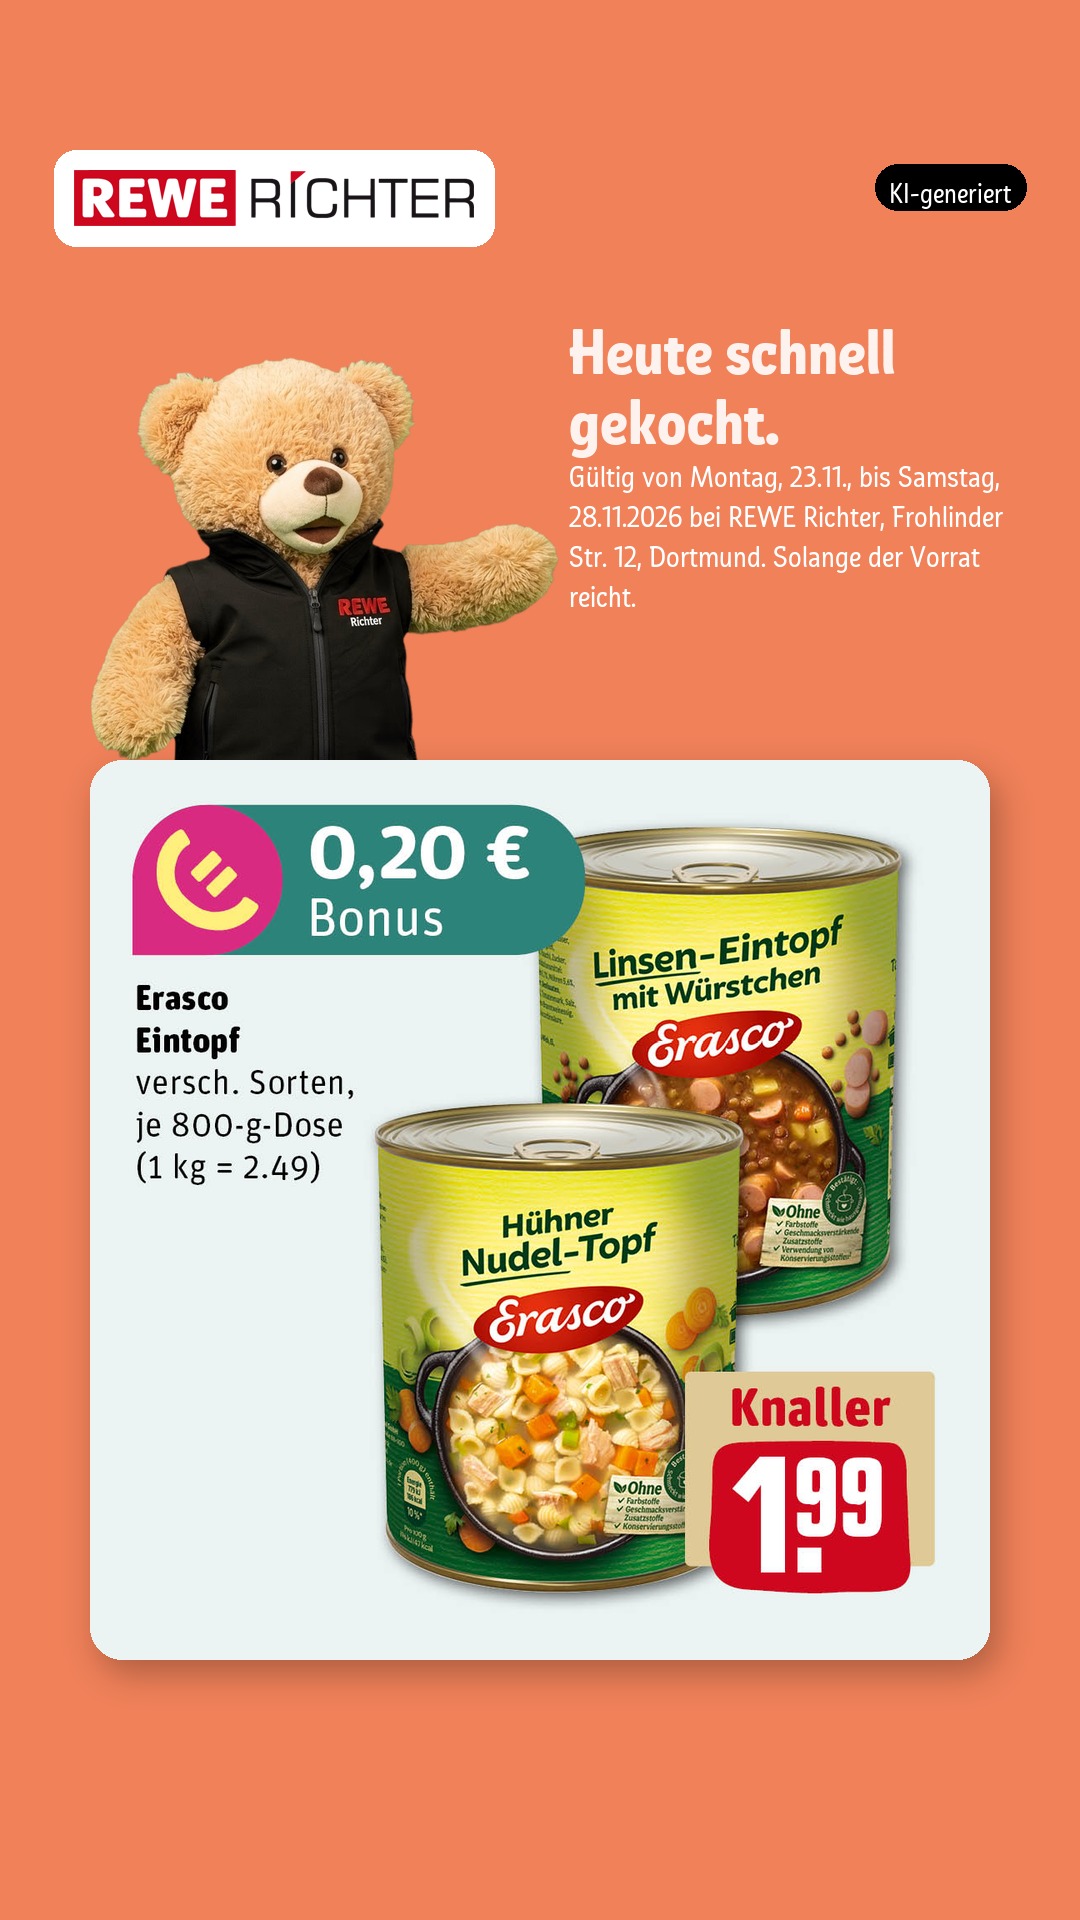 REWE RICHTER
KI-generiert
Heute schnell
gekocht.
Gültig von Montag, 23.11., bis Samstag,
28.11.2026 bei REWE Richter, Frohlinder
Str. 12, Dortmund. Solange der Vorrat
reicht.
REWE
Richter
0,20 €
Bonus
Erasco
Eintopf
versch. Sorten,
je 800-g-Dose
(1 kg = 2.49)
Linsen-Eintopf
mit Würstchen
Erasco
Ohne
Farbstoffe
Geschmacksverstärkende
Zusatzstoffe
Verwendung von
Konservierungsstoffen
Hühner
Nudel-Topf
Erasco
Ohne
Farbstoffe
Zusatzstoffe
Knaller
1.99